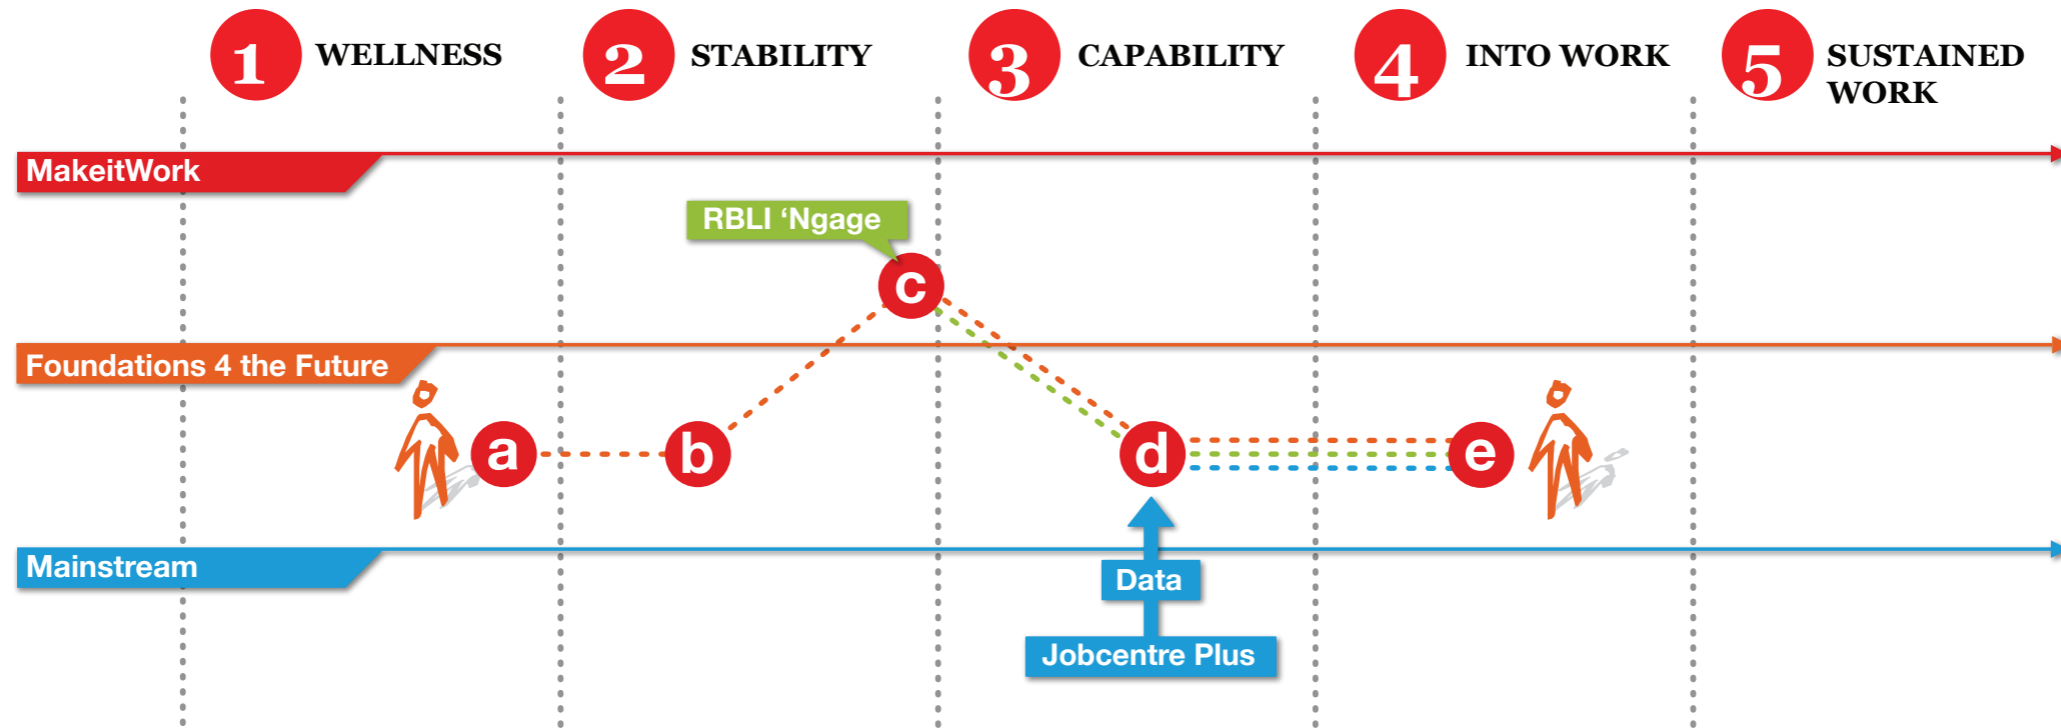 1 WELLNESS
2 STABILITY
3 CAPABILITY
4 INTO WORK
5 SUSTAINED
WORK
MakeitWork
RBLI ‘Ngage
c
Foundations 4 the Future
a
b
d
e
Mainstream
Data
Jobcentre Plus